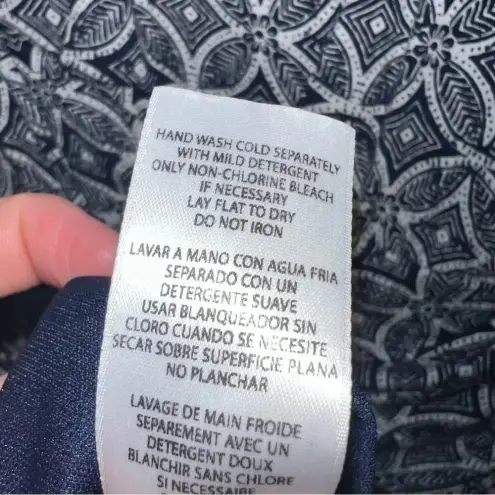 HAND WASH COLD SEPARATELY
WITH MILD DETERGENT
ONLY NON-CHLORINE BLEACH
IF NECESSARY
LAY FLAT TO DRY
DO NOT IRON
LAVAR A MANO CON AGUA FRIA
SEPARADO CON UN
DETERGENTE SUAVE
USAR BLANQUEADOR SIN
CLORO CUANDO SE NECESITE
SECAR SOBRE SUPERFICIE PLANA
NO PLANCHAR
LAVAGE DE MAIN FROIDE
SEPAREMENT AVEC UN
DETERGENT DOUX
BLANCHIR SANS CHLORE
SI NECESSAIRE